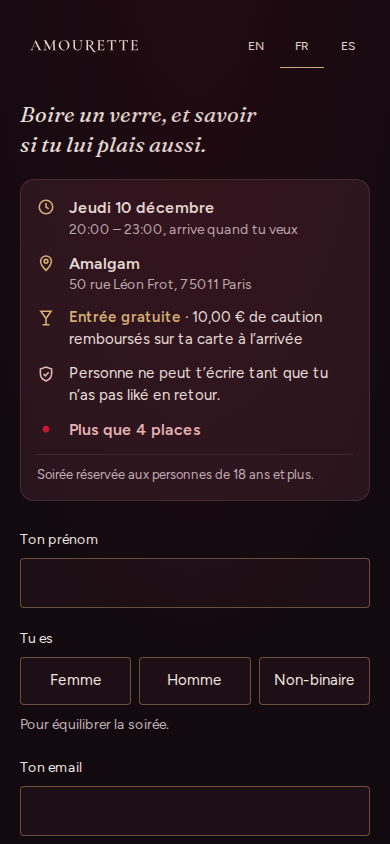 AMOURETTE
EN FR ES
Boire un verre, et savoir
si tu lui plais aussi.
Jeudi 10 décembre
20:00 – 23:00, arrive quand tu veux
Amalgam
50 rue Léon Frot, 75011 Paris
Entrée gratuite · 10,00 € de caution
remboursés sur ta carte à l’arrivée
Personne ne peut t’écrire tant que tu
n’as pas liké en retour.
Plus que 4 places
Soirée réservée aux personnes de 18 ans et plus.
Ton prénom
Tu es
Femme Homme Non-binaire
Pour équilibrer la soirée.
Ton email